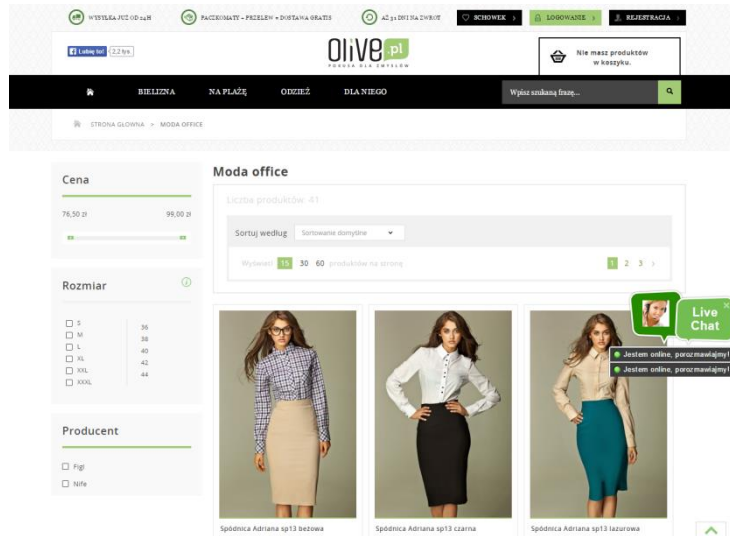 WYSYŁKA JUŻ OD 24H
PACZKOMATY + PRZELEW = DOSTAWA GRATIS
AŻ 31 DNI NA ZWROT
SCHOWEK >
LOGOWANIE >
REJESTRACJA >
Lubię to! 2,2 tys.
OLIVE.pl
POKUSA DLA ZMYSŁÓW
Nie masz produktów
w koszyku.
BIELIZNA
NA PLAŻĘ
ODZIEŻ
DLA NIEGO
Wpisz szukaną frazę...
STRONA GŁOWNA > MODA OFFICE
Cena
76,50 zł 99,00 zł
Rozmiar
S 36
M 38
L 40
XL 42
XXL 44
XXXL
Producent
Figl
Nife
Moda office
Liczba produktów: 41
Sortuj według Sortowanie domyślne
Wyświetl 15 30 60 produktów na stronę
1 2 3 >
Live
Chat
Jestem online, porozmawiajmy!
Jestem online, porozmawiajmy!
Spódnica Adriana sp13 beżowa
Spódnica Adriana sp13 czarna
Spódnica Adriana sp13 lazurowa